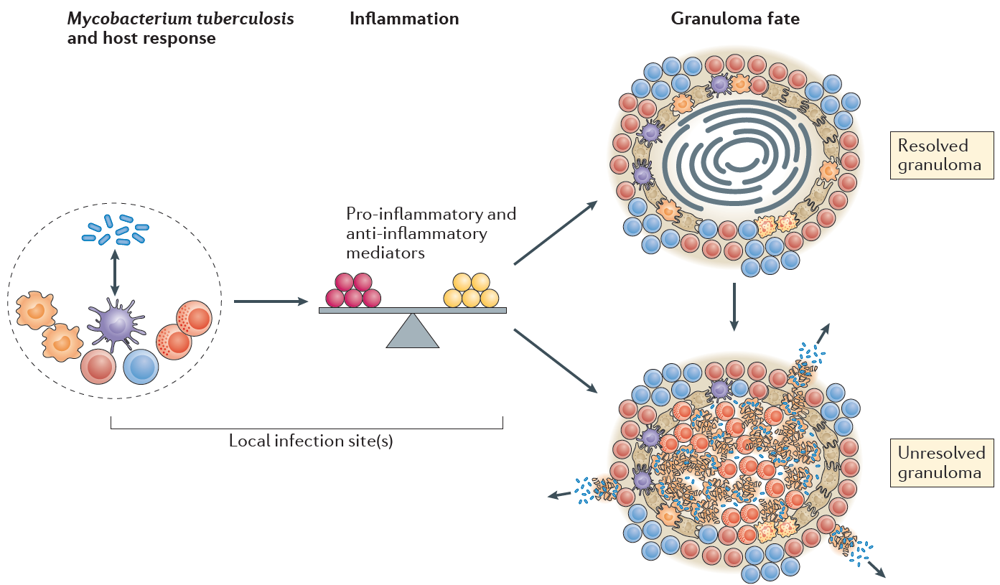 Mycobacterium tuberculosis
and host response
Inflammation
Granuloma fate
Pro-inflammatory and
anti-inflammatory
mediators
Resolved
granuloma
Local infection site(s)
Unresolved
granuloma